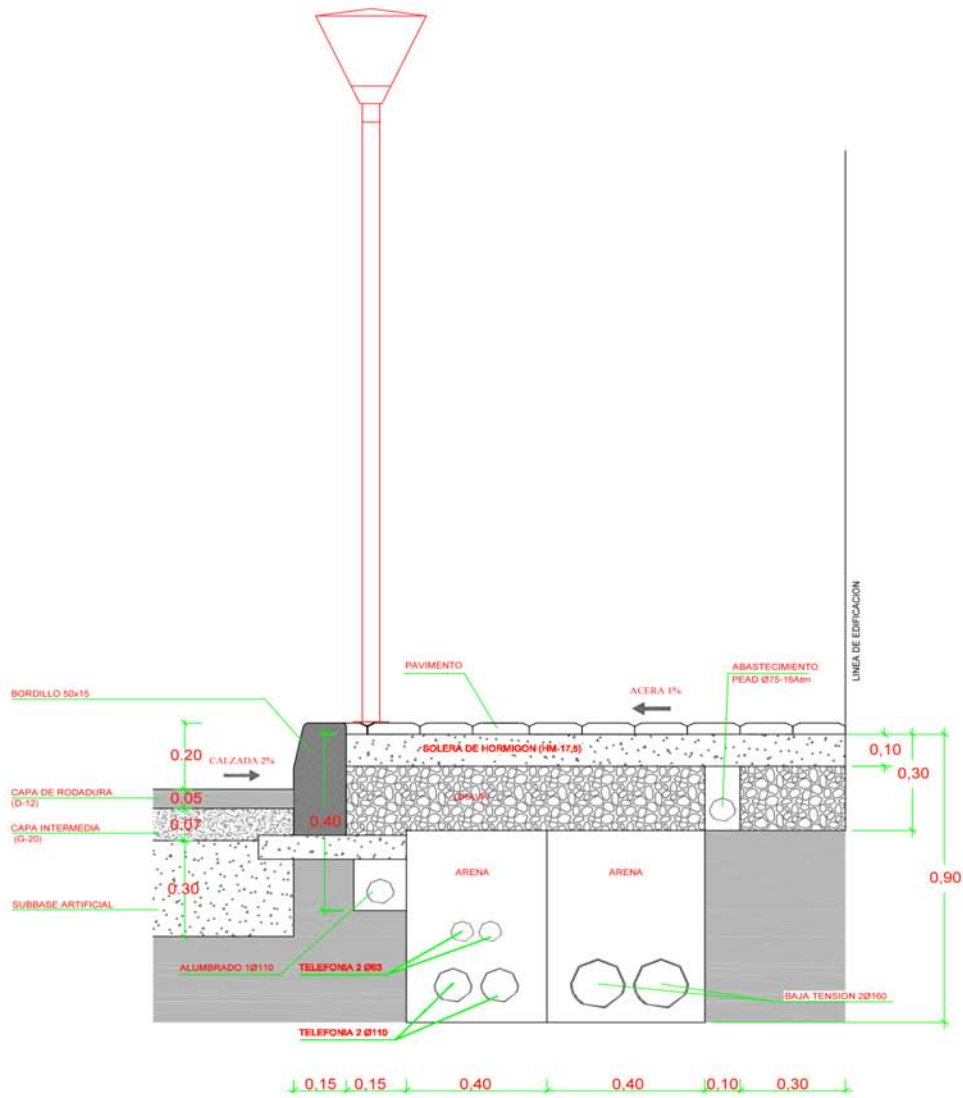 LINEA DE EDIFICACION
PAVIMENTO
ABASTECIMIENTO
PEAD Ø75-16Atm
BORDILLO 50x15
ACERA 1%
SOLERA DE HORMIGON (HM-17,5)
0,10
0,30
0.20
CALZADA 2%
CAPA DE RODADURA
(D-12)
0.05
0.07
CAPA INTERMEDIA
(G-20)
0,40
GRAVA
0.30
ARENA
ARENA
0,90
SUBBASE ARTIFICIAL
ALUMBRADO 1Ø110
TELEFONIA 2 Ø63
BAJA TENSION 2Ø160
TELEFONIA 2 Ø110
0,15
0,15
0,40
0,40
0,10
0,30